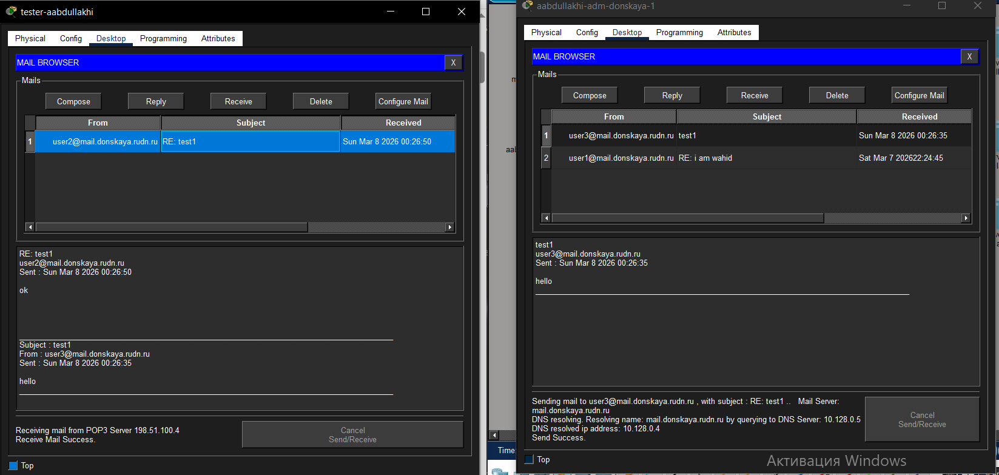 tester-aabdullakhi
Physical Config Desktop Programming Attributes
MAIL BROWSER X
Mails
Compose Reply Receive Delete Configure Mail
From Subject Received
1 user2@mail.donskaya.rudn.ru RE: test1 Sun Mar 8 2026 00:26:50
RE: test1
user2@mail.donskaya.rudn.ru
Sent : Sun Mar 8 2026 00:26:50
ok
Subject : test1
From : user3@mail.donskaya.rudn.ru
Sent : Sun Mar 8 2026 00:26:35
hello
Receiving mail from POP3 Server 198.51.100.4
Receive Mail Success.
Cancel
Send/Receive
Top
Time
aabdullakhi-adm-donskaya-1
Physical Config Desktop Programming Attributes
MAIL BROWSER X
Mails
Compose Reply Receive Delete Configure Mail
From Subject Received
1 user3@mail.donskaya.rudn.ru test1 Sun Mar 8 2026 00:26:35
2 user1@mail.donskaya.rudn.ru RE: i am wahid Sat Mar 7 202622:24:45
test1
user3@mail.donskaya.rudn.ru
Sent : Sun Mar 8 2026 00:26:35
hello
Sending mail to user3@mail.donskaya.rudn.ru , with subject : RE: test1 .. Mail Server:
mail.donskaya.rudn.ru
DNS resolving. Resolving name: mail.donskaya.rudn.ru by querying to DNS Server: 10.128.0.5
DNS resolved ip address: 10.128.0.4
Send Success.
Cancel
Send/Receive
Top
Активация Windows